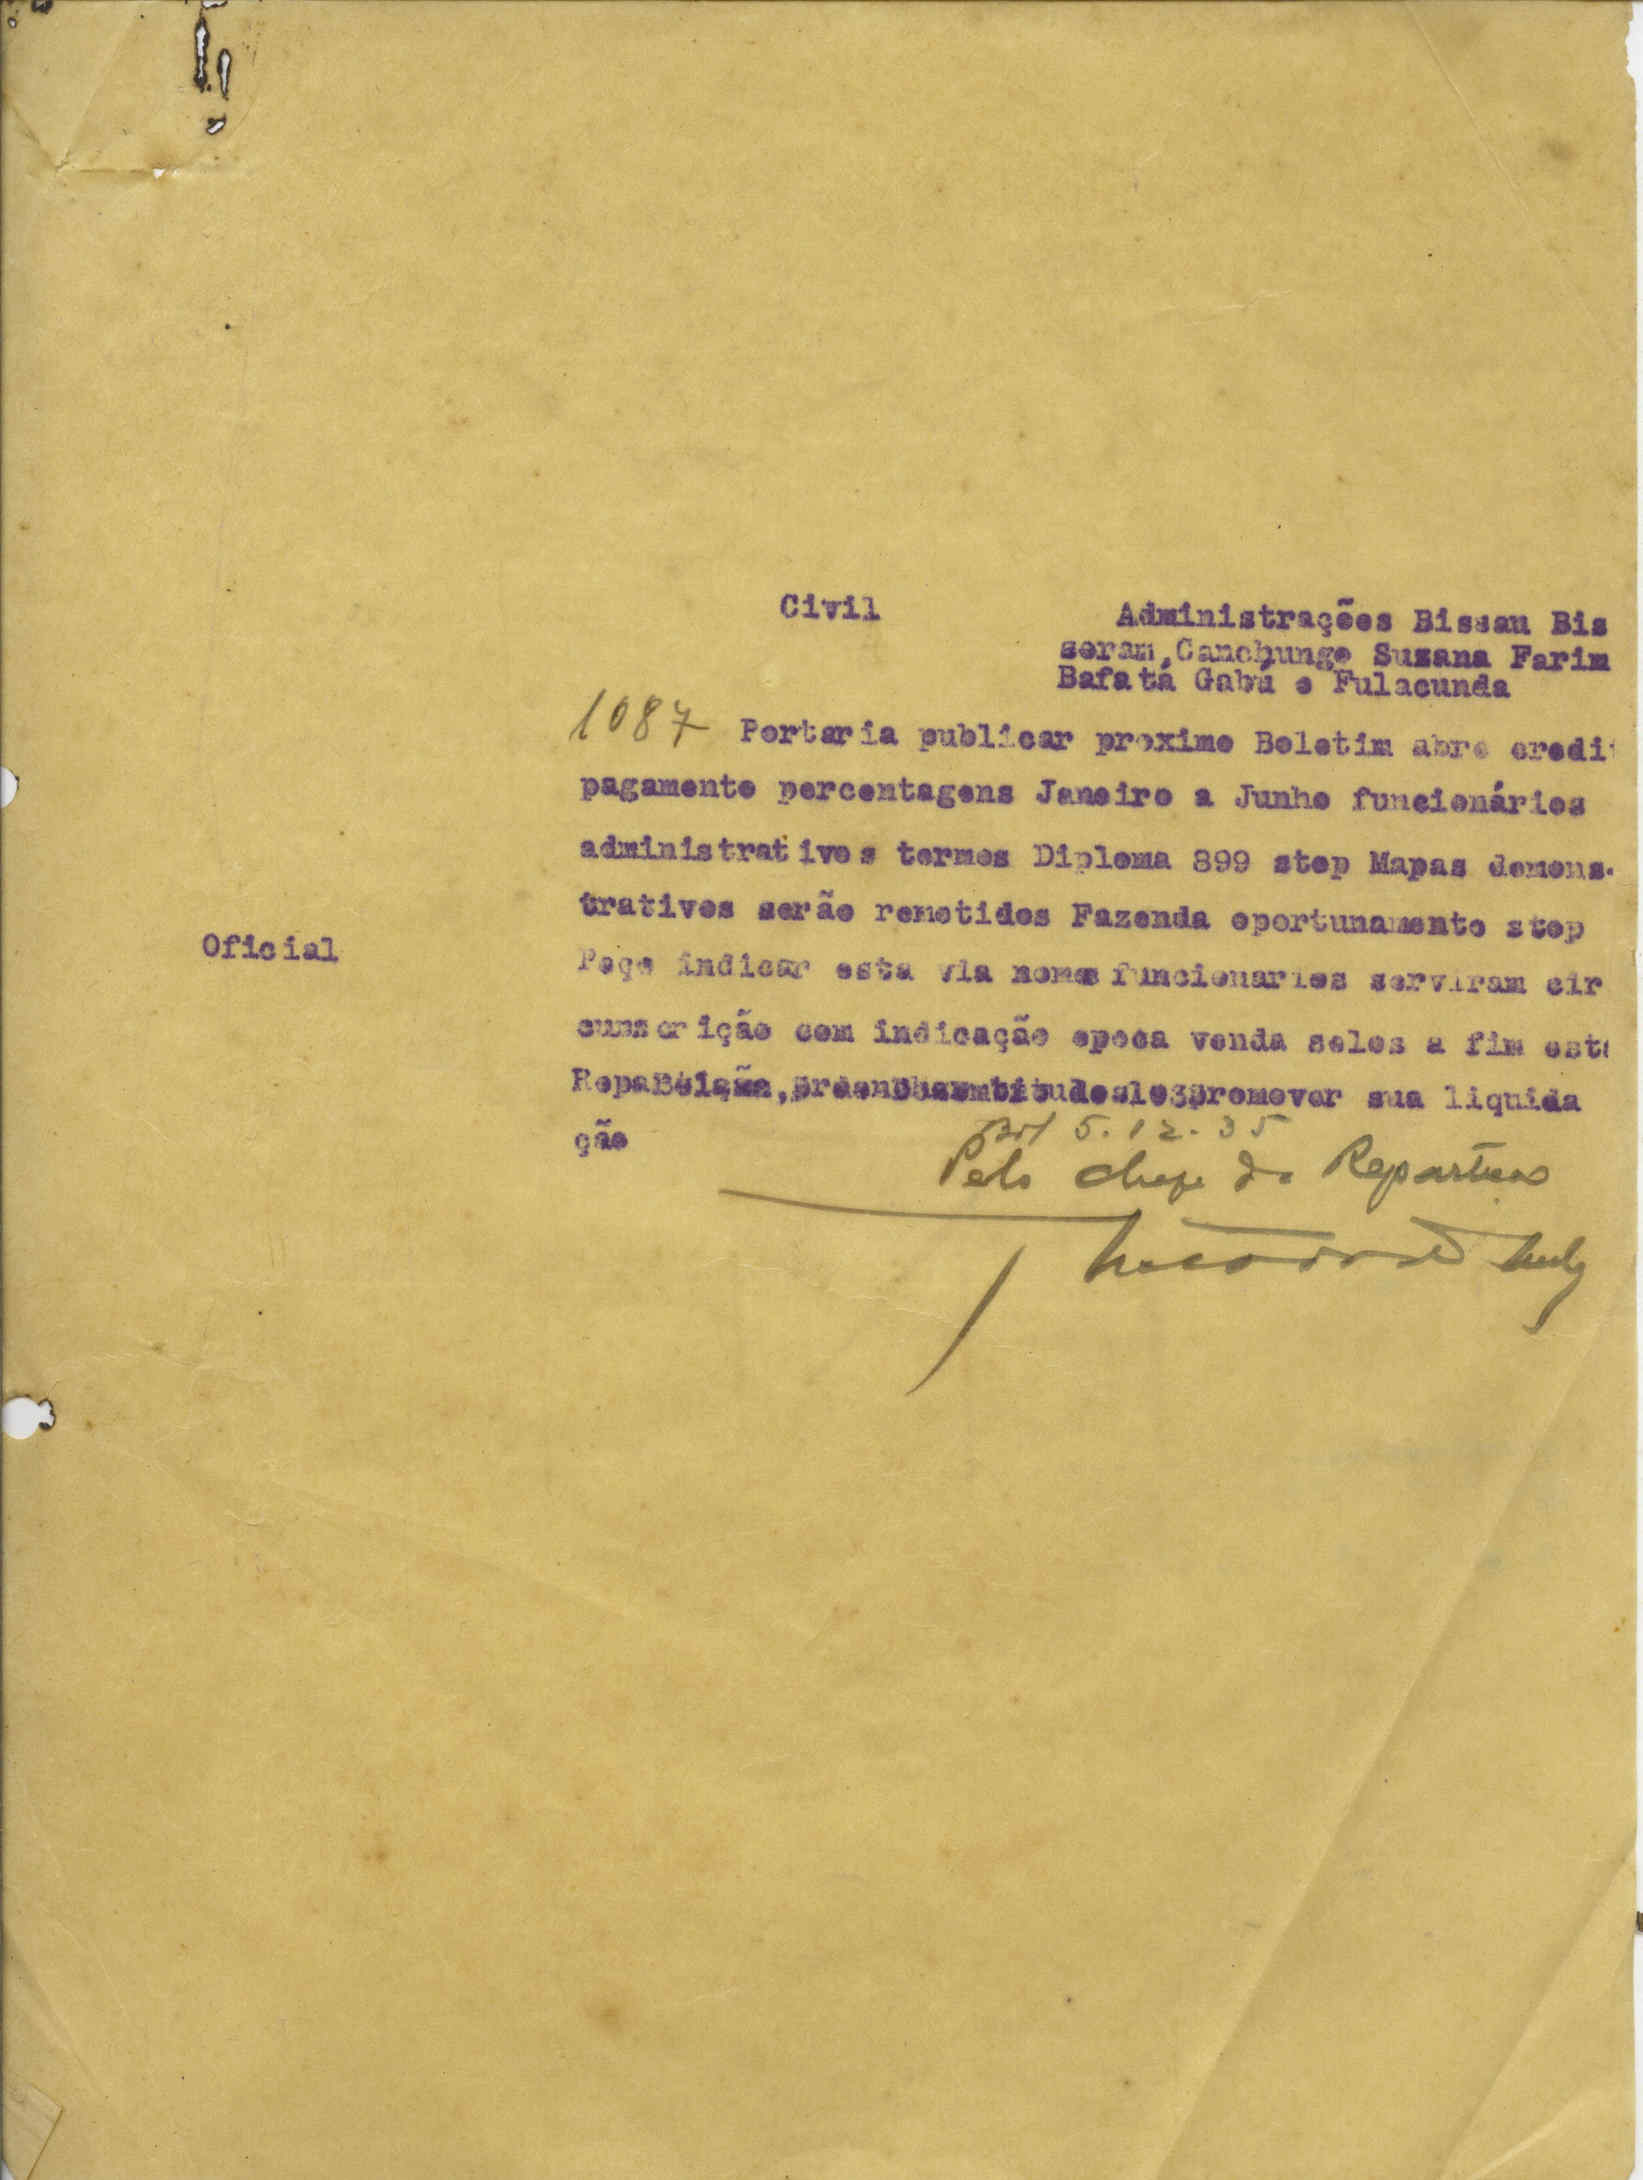 Civil
Administrações Bissau Bis
soram,Canchungo Suzana Farim
Bafatá Gabú e Fulacunda
1087 Portaria publicar proximo Boletim abre credi
pagamento percentagens Janeiro a Junho funcionários
administrativos termos Diploma 899 stop Mapas demons-
trativos serão remetidos Fazenda oportunamente stop
Oficial
Peço indicar esta via nomes funcionarios serviram cir
cunscrição com indicação epoca venda selos a fim esta
promover sua liquida
ção
5.12.35
Pelo Chefe da Repartição